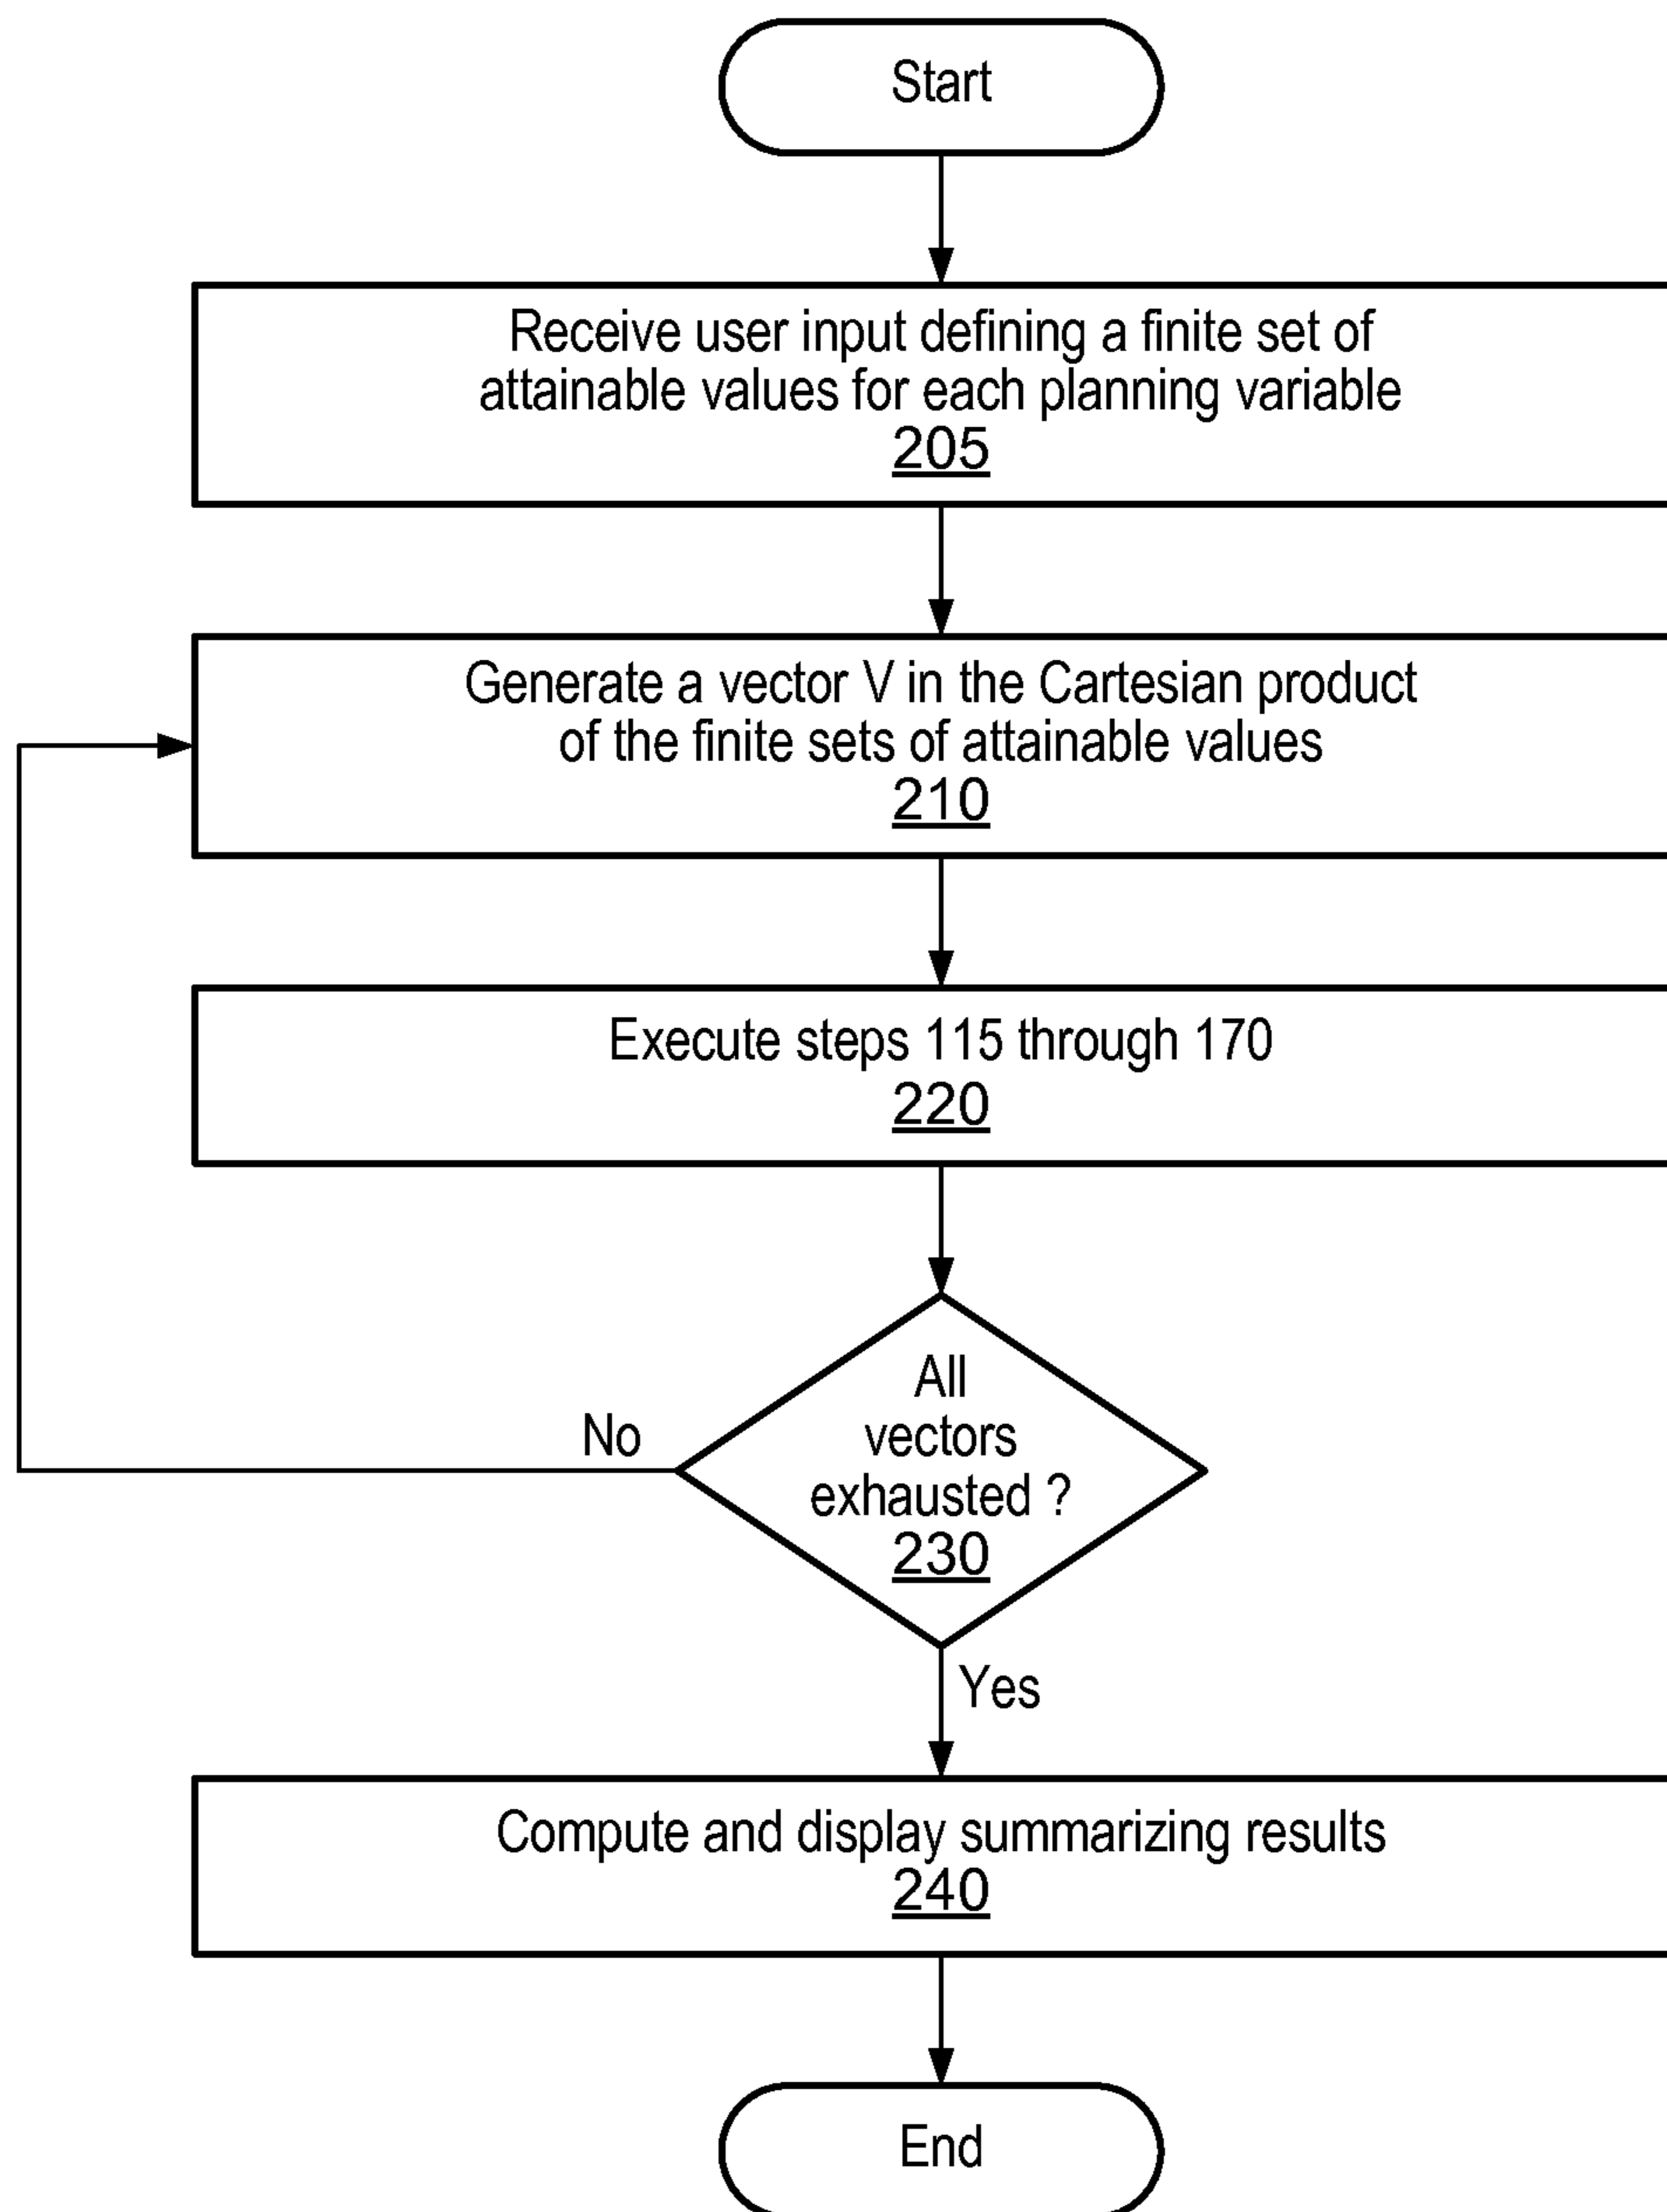 Start
Receive user input defining a finite set of
attainable values for each planning variable
205
Generate a vector V in the Cartesian product
of the finite sets of attainable values
210
Execute steps 115 through 170
220
All
vectors
exhausted ?
230
No
Yes
Compute and display summarizing results
240
End